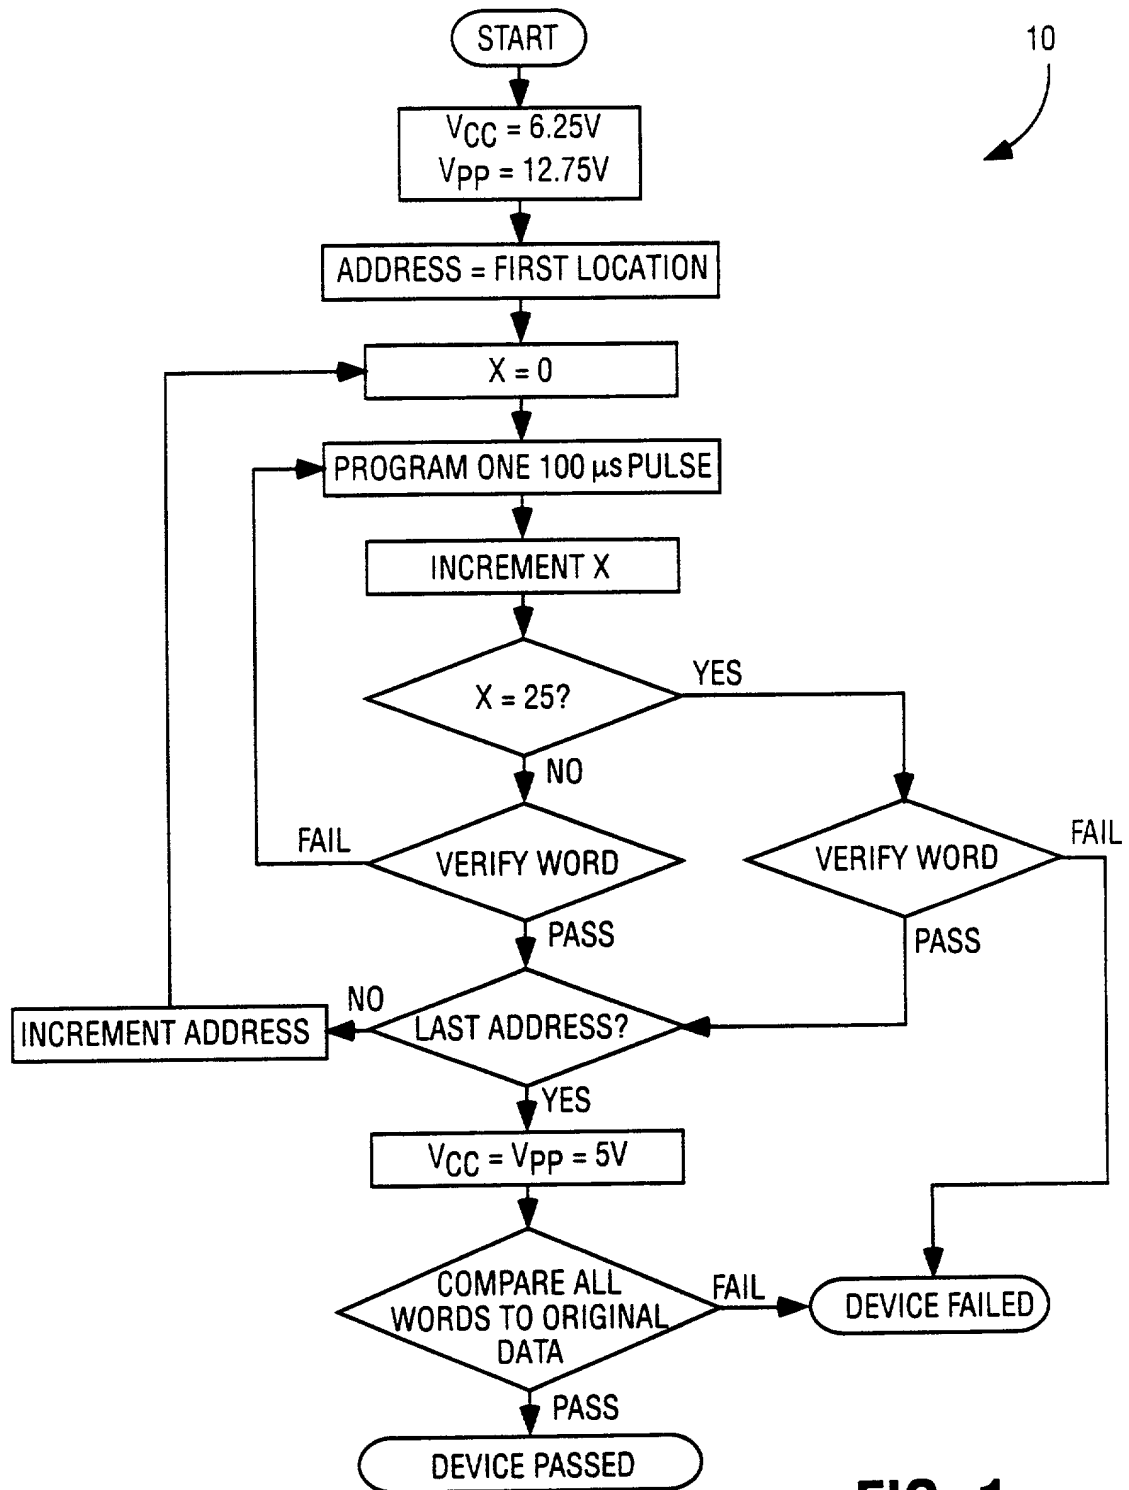 START
10
VCC = 6.25V
VPP = 12.75V
ADDRESS = FIRST LOCATION
X = 0
PROGRAM ONE 100 µs PULSE
INCREMENT X
X = 25?
YES
NO
FAIL
VERIFY WORD
VERIFY WORD
FAIL
PASS
PASS
NO
INCREMENT ADDRESS
LAST ADDRESS?
YES
VCC = VPP = 5V
COMPARE ALL
WORDS TO ORIGINAL
DATA
FAIL
DEVICE FAILED
PASS
DEVICE PASSED
FIG. 1